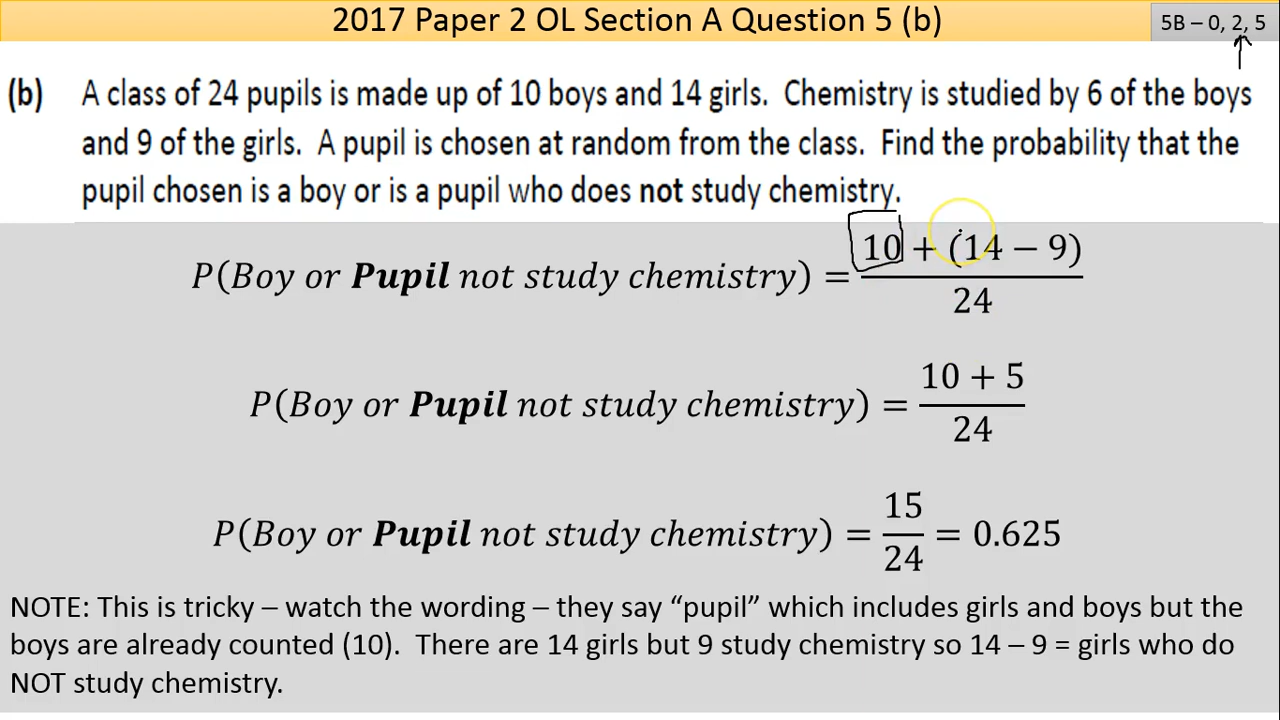 2017 Paper 2 OL Section A Question 5 (b)
5B – 0, 2, 5
(b) A class of 24 pupils is made up of 10 boys and 14 girls. Chemistry is studied by 6 of the boys
and 9 of the girls. A pupil is chosen at random from the class. Find the probability that the
pupil chosen is a boy or is a pupil who does not study chemistry.
P(Boy or Pupil not study chemistry) = 10 + (14 − 9) / 24
P(Boy or Pupil not study chemistry) = 10 + 5 / 24
P(Boy or Pupil not study chemistry) = 15 / 24 = 0.625
NOTE: This is tricky – watch the wording – they say “pupil” which includes girls and boys but the
boys are already counted (10). There are 14 girls but 9 study chemistry so 14 – 9 = girls who do
NOT study chemistry.